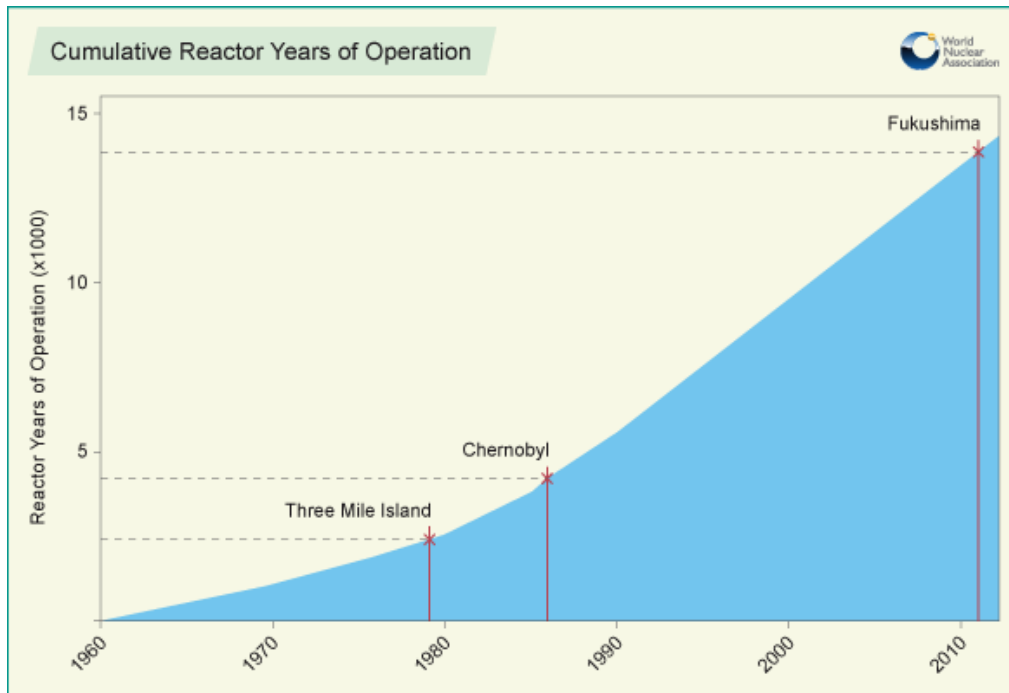 Cumulative Reactor Years of Operation
World
Nuclear
Association
Reactor Years of Operation (x1000)
15
10
5
Fukushima
Chernobyl
Three Mile Island
1960
1970
1980
1990
2000
2010